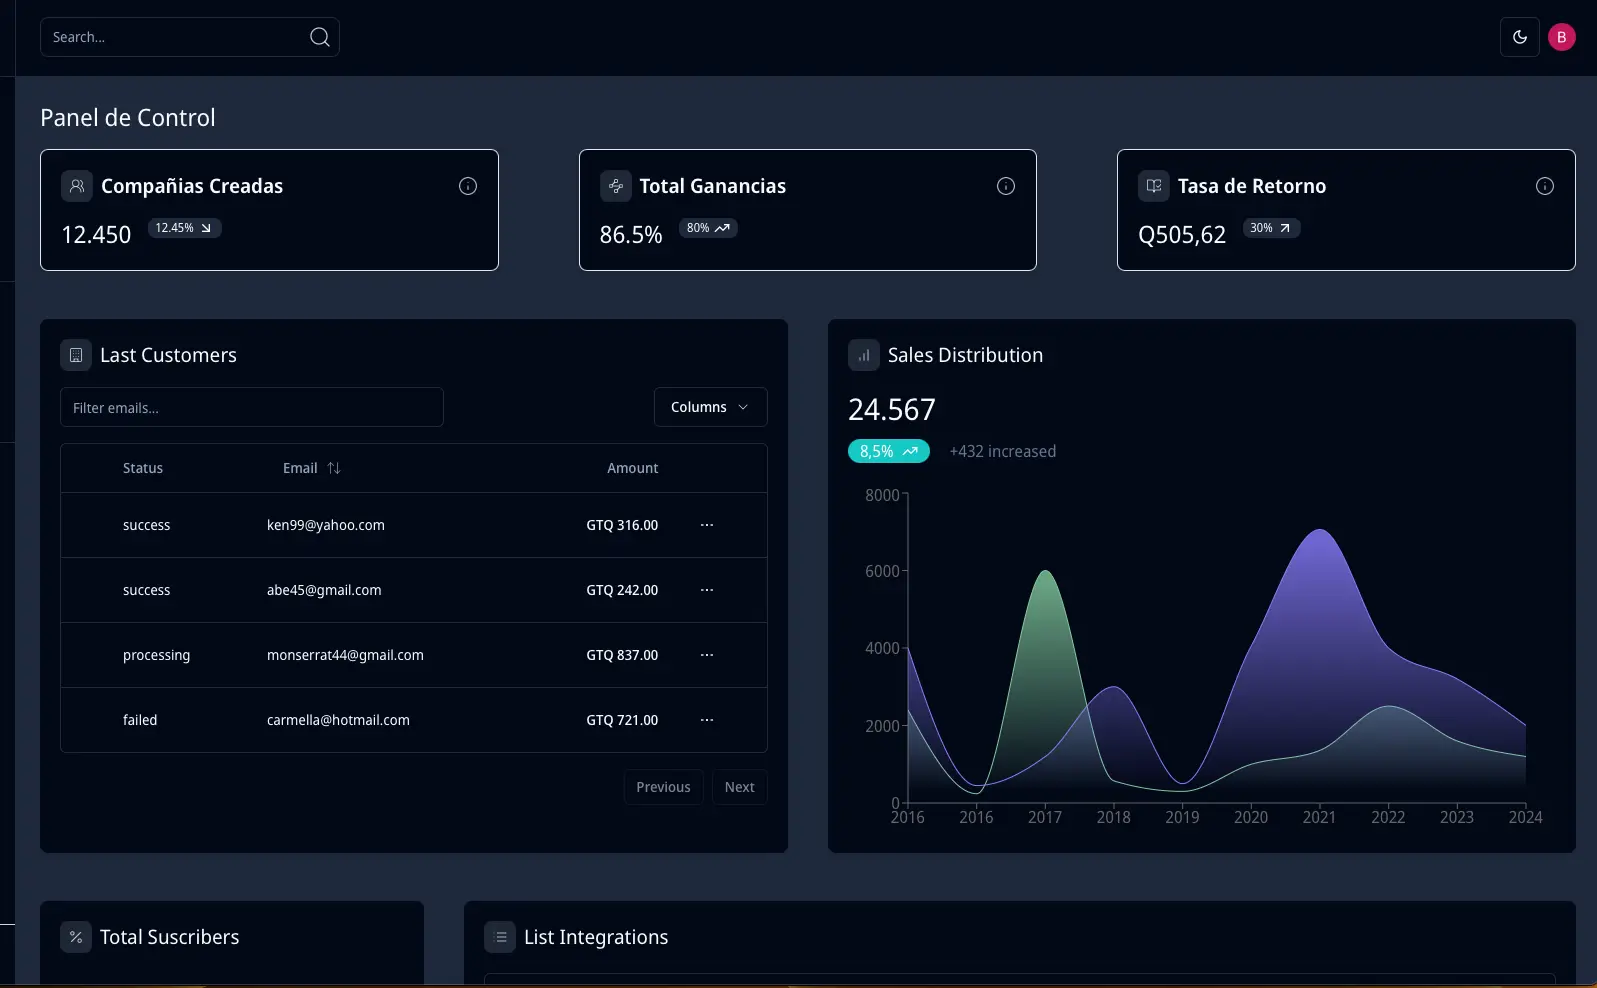 Search...
B
Panel de Control
Compañias Creadas
12.450 12.45%
Total Ganancias
86.5% 80%
Tasa de Retorno
Q505,62 30%
Last Customers
Filter emails...
Columns
Status Email Amount
success ken99@yahoo.com GTQ 316.00 ...
success abe45@gmail.com GTQ 242.00 ...
processing monserrat44@gmail.com GTQ 837.00 ...
failed carmella@hotmail.com GTQ 721.00 ...
Previous Next
Sales Distribution
24.567
8,5% +432 increased
8000
6000
4000
2000
0
2016 2016 2017 2018 2019 2020 2021 2022 2023 2024
Total Suscribers
List Integrations